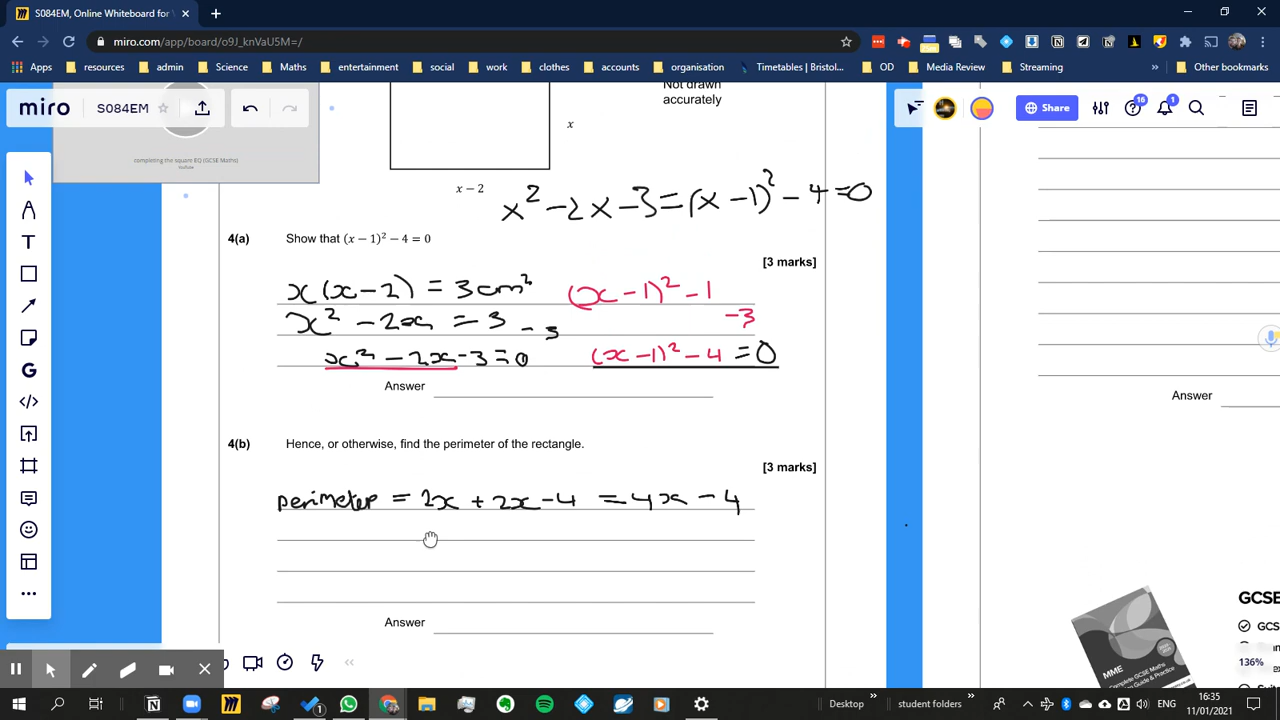 S084EM, Online Whiteboard for
miro.com/app/board/o9J_knVaU5M=/
Apps resources admin Science Maths entertainment social work clothes accounts organisation Timetables | Bristol... OD Media Review Streaming Other bookmarks
miro S084EM
Share
16
1
completing the square EQ (GCSE Maths)
YouTube
Not drawn
accurately
x
x − 2
x² − 2x − 3 = (x − 1)² − 4 = 0
4(a) Show that (x − 1)² − 4 = 0
[3 marks]
x(x − 2) = 3cm² (x − 1)² − 1
x² − 2x = 3 − 3 − 3
x² − 2x − 3 = 0 (x − 1)² − 4 = 0
Answer
Answer
4(b) Hence, or otherwise, find the perimeter of the rectangle.
[3 marks]
perimeter = 2x + 2x − 4 = 4x − 4
Answer
GCSE
GCS
MME
136%
Desktop student folders ENG 16:35
11/01/2021